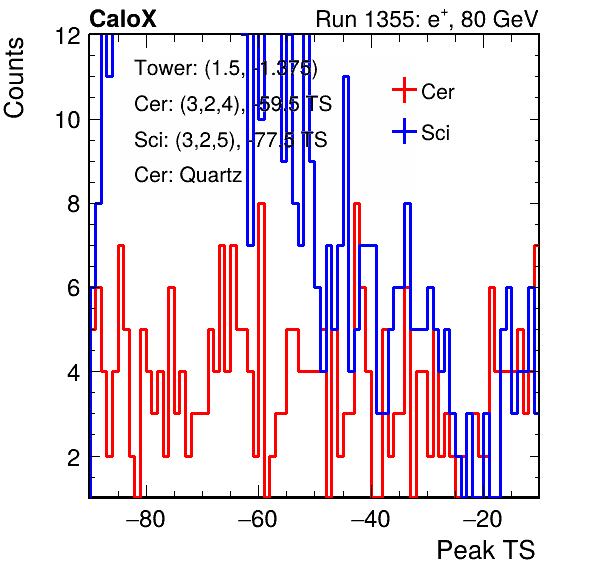 CaloX Run 1355: e+, 80 GeV
Counts
12
10
8
6
4
2
Tower: (1.5, -1.375)
Cer: (3,2,4), -59.5 TS
Sci: (3,2,5), -77.5 TS
Cer: Quartz
Cer
Sci
−80 −60 −40 −20
Peak TS